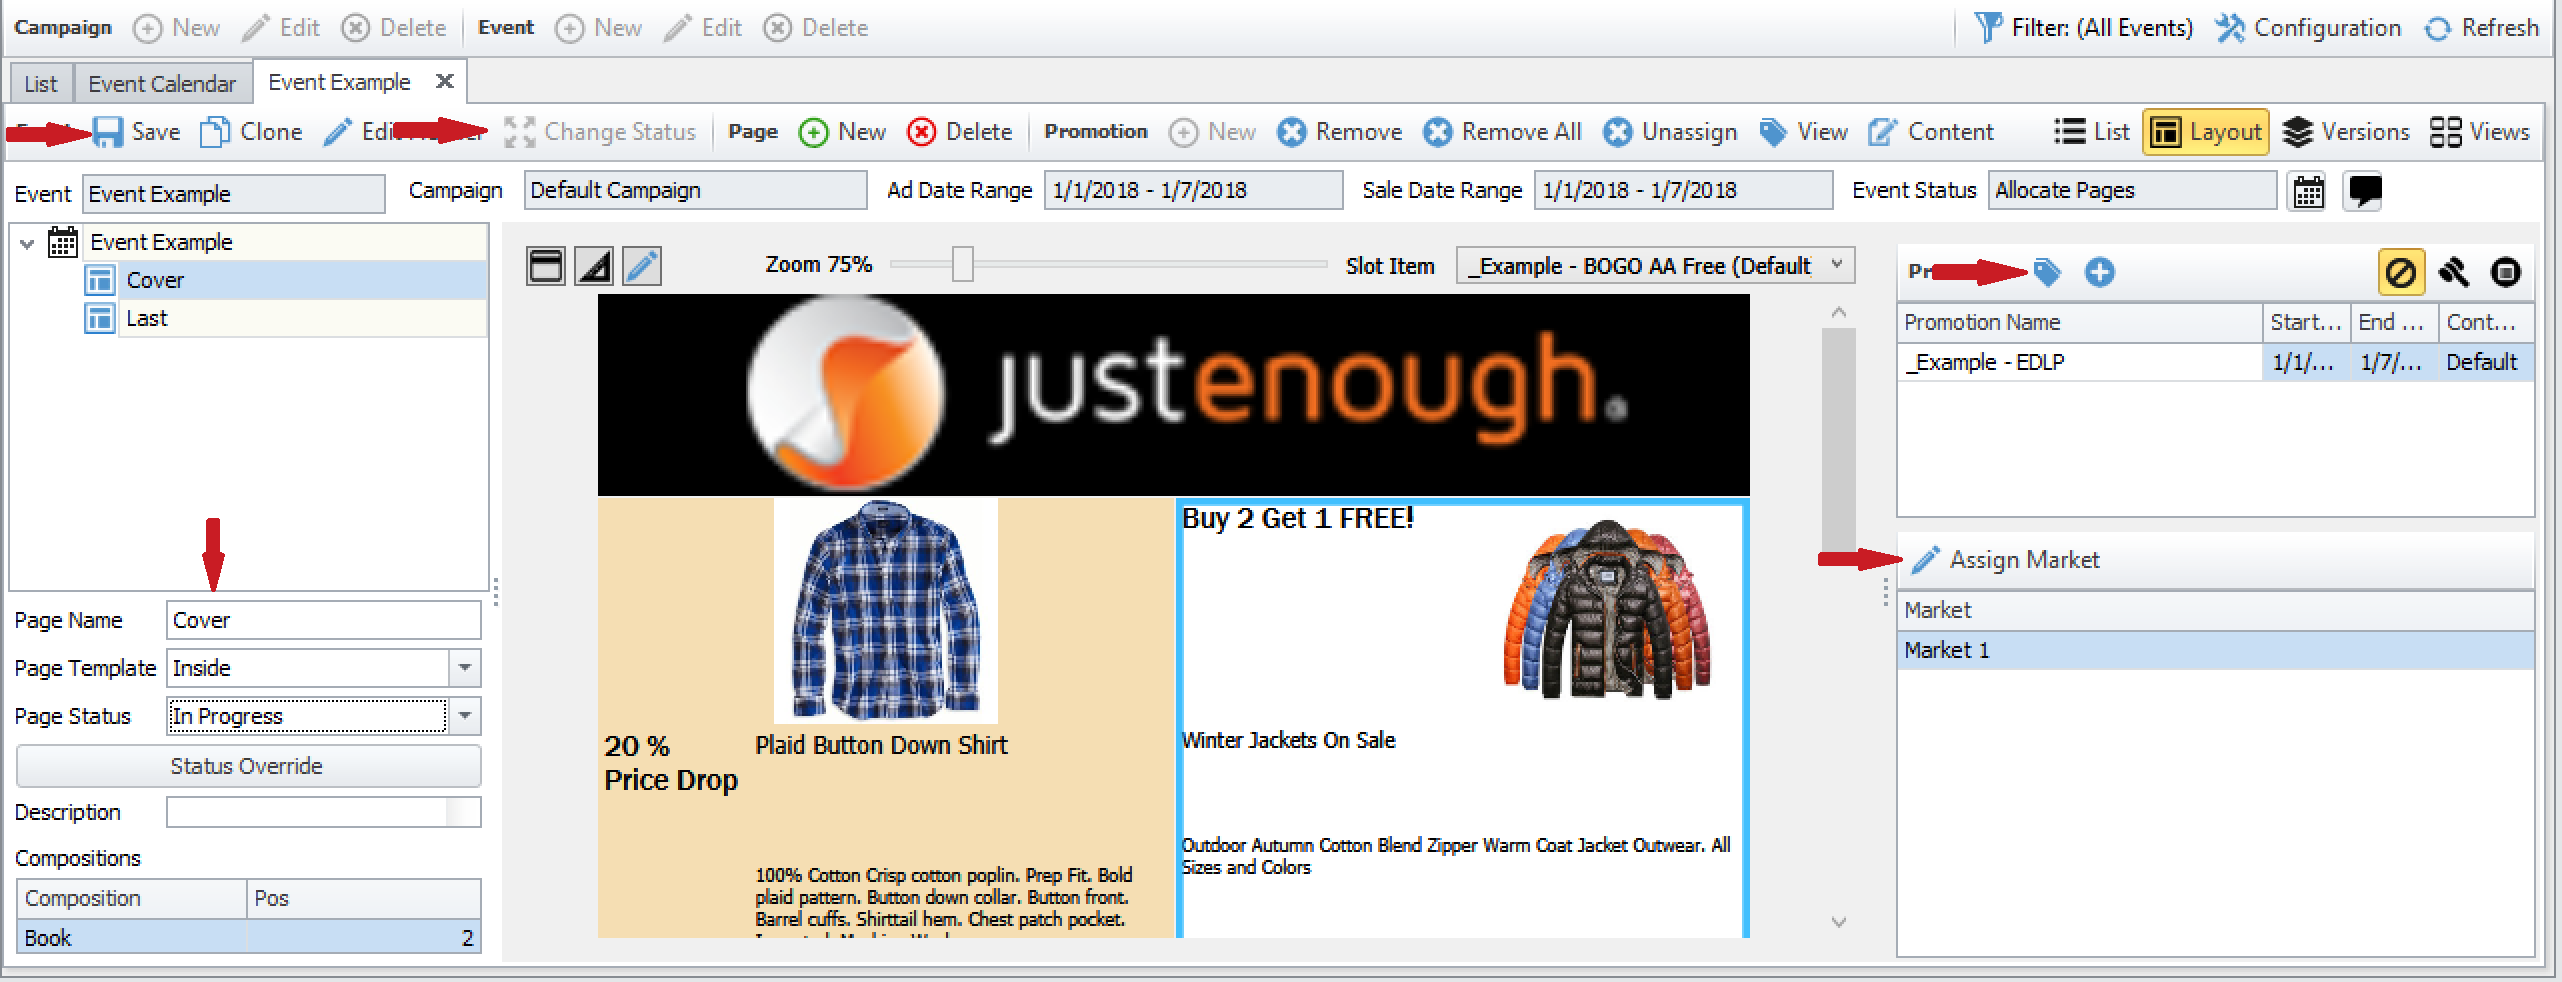 Campaign New Edit Delete Event New Edit Delete Filter: (All Events) Configuration Refresh
List Event Calendar Event Example
Save Clone Change Status Page New Delete Promotion New Remove Remove All Unassign View Content List Layout Versions Views
Event Event Example Campaign Default Campaign Ad Date Range 1/1/2018 - 1/7/2018 Sale Date Range 1/1/2018 - 1/7/2018 Event Status Allocate Pages
Event Example
Cover
Last
Page Name Cover
Page Template Inside
Page Status In Progress
Status Override
Description
Compositions
Composition Pos
Book 2
Zoom 75% Slot Item _Example - BOGO AA Free (Default
justenough.
20 %
Price Drop
Plaid Button Down Shirt
100% Cotton Crisp cotton poplin. Prep Fit. Bold
plaid pattern. Button down collar. Button front.
Barrel cuffs. Shirttail hem. Chest patch pocket.
Buy 2 Get 1 FREE!
Winter Jackets On Sale
Outdoor Autumn Cotton Blend Zipper Warm Coat Jacket Outwear. All
Sizes and Colors
Promotion Name Start... End ... Cont...
_Example - EDLP 1/1/... 1/7/... Default
Assign Market
Market
Market 1